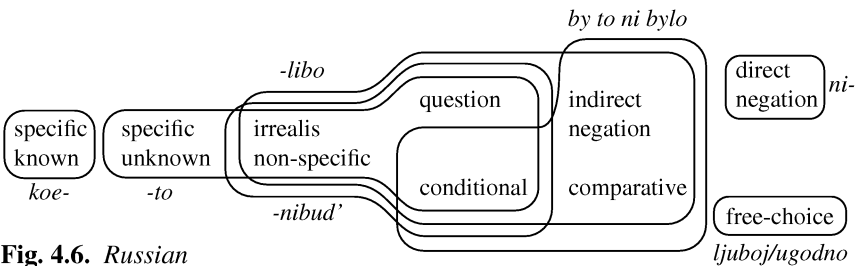 by to ni bylo
-libo
direct
negation
ni-
question
indirect
negation
specific
known
specific
unknown
irrealis
non-specific
conditional
comparative
koe-
-to
-nibud’
free-choice
ljuboj/ugodno
Fig. 4.6. Russian